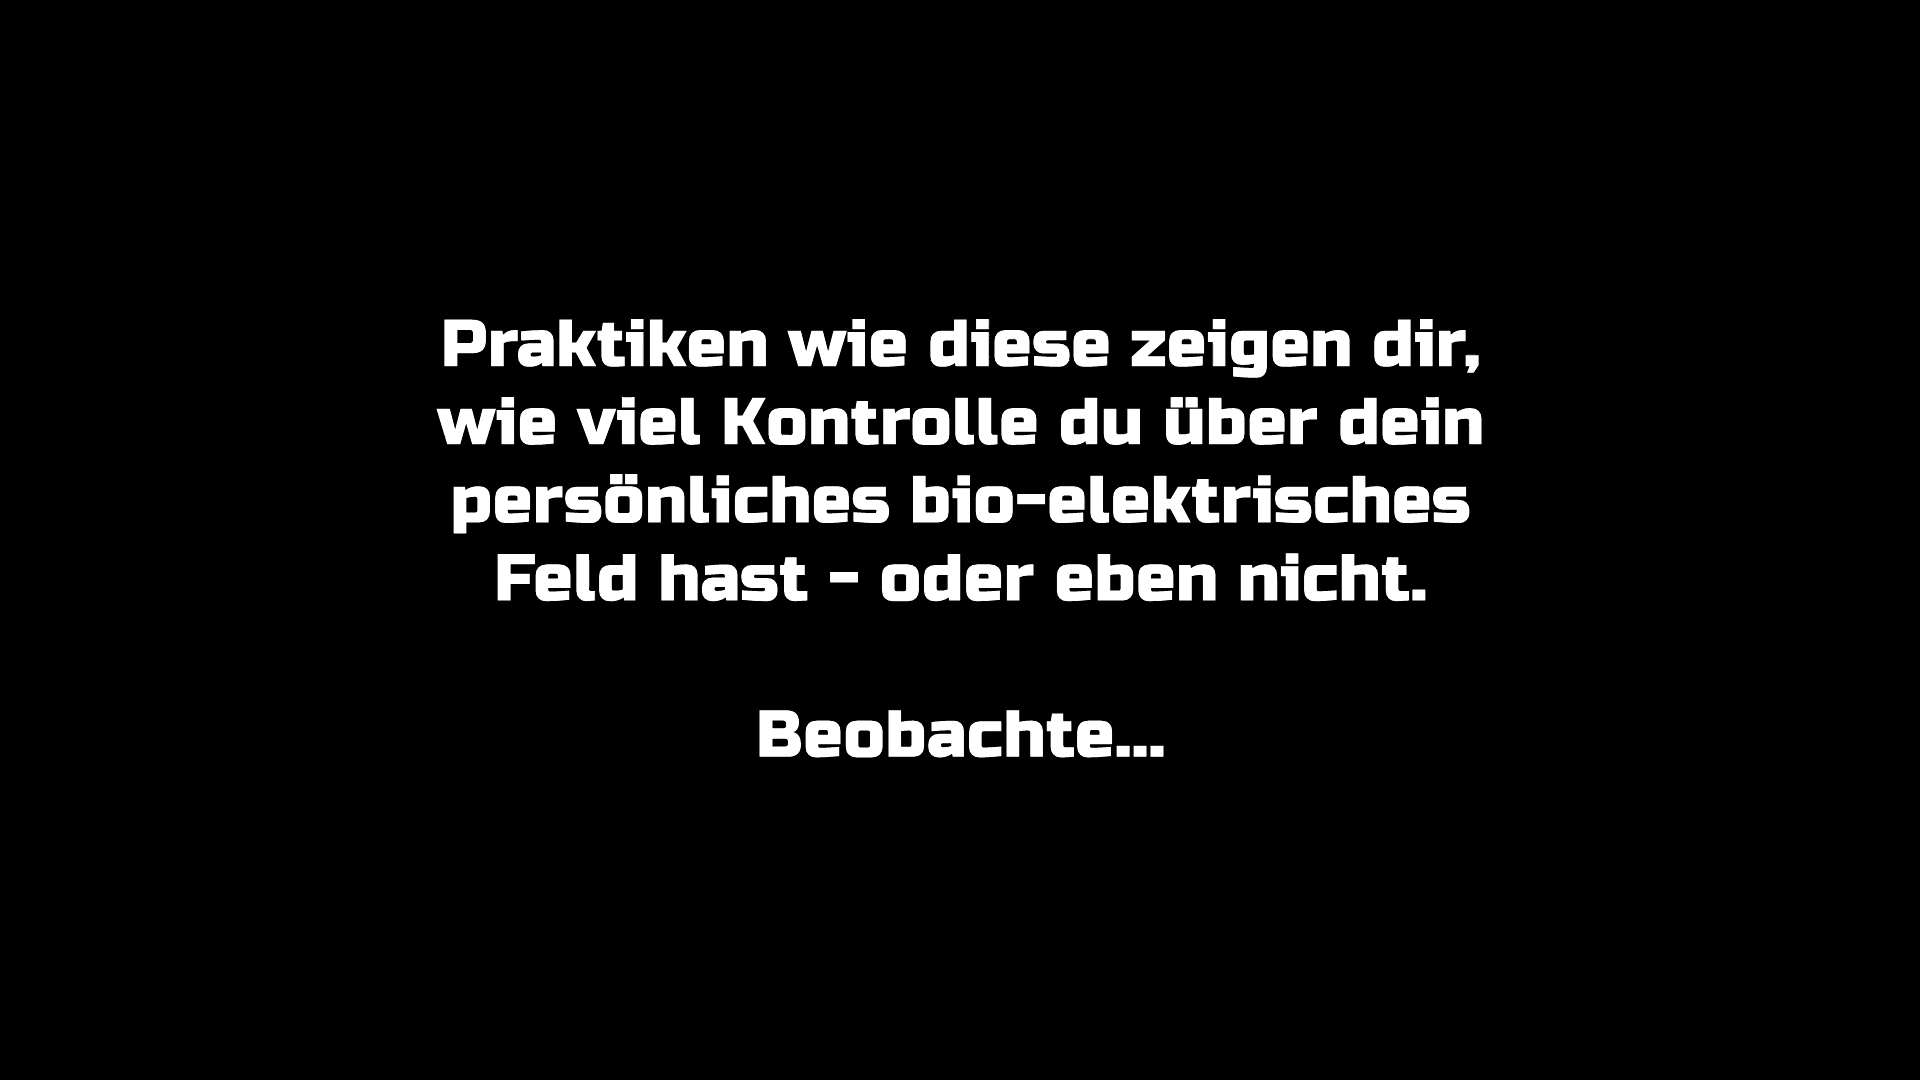 Praktiken wie diese zeigen dir,
wie viel Kontrolle du über dein
persönliches bio-elektrisches
Feld hast - oder eben nicht.
Beobachte...